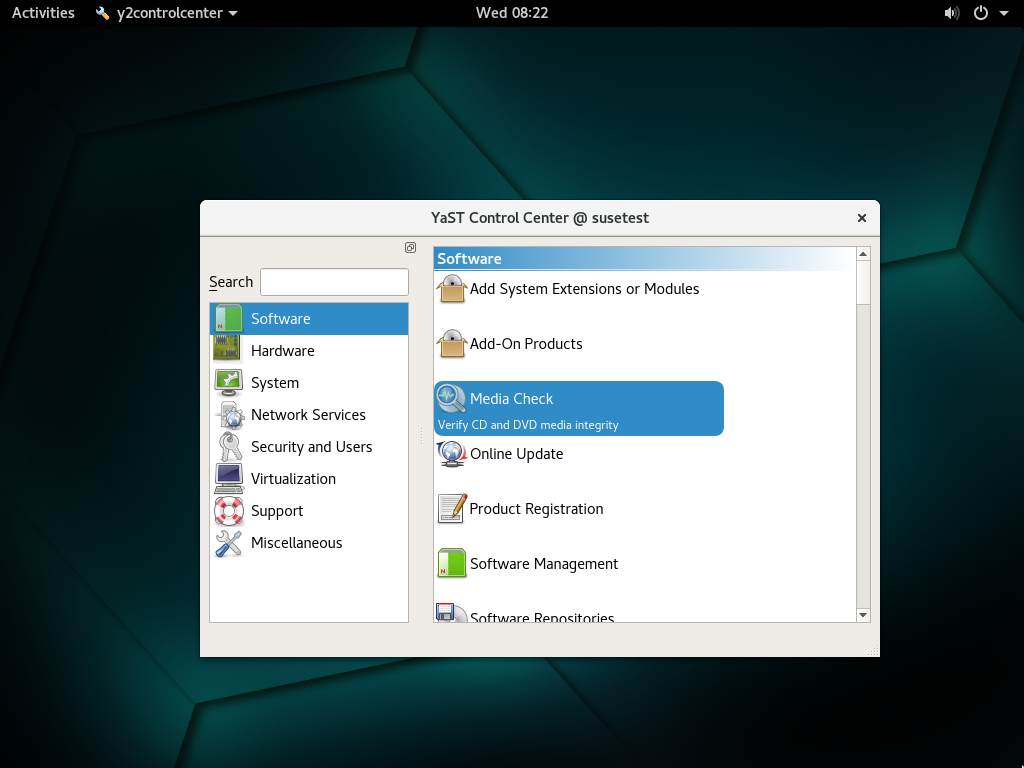 Activities y2controlcenter Wed 08:22
YaST Control Center @ susetest
Search
Software
Hardware
System
Network Services
Security and Users
Virtualization
Support
Miscellaneous
Software
Add System Extensions or Modules
Add-On Products
Media Check
Verify CD and DVD media integrity
Online Update
Product Registration
Software Management
Software Repositories